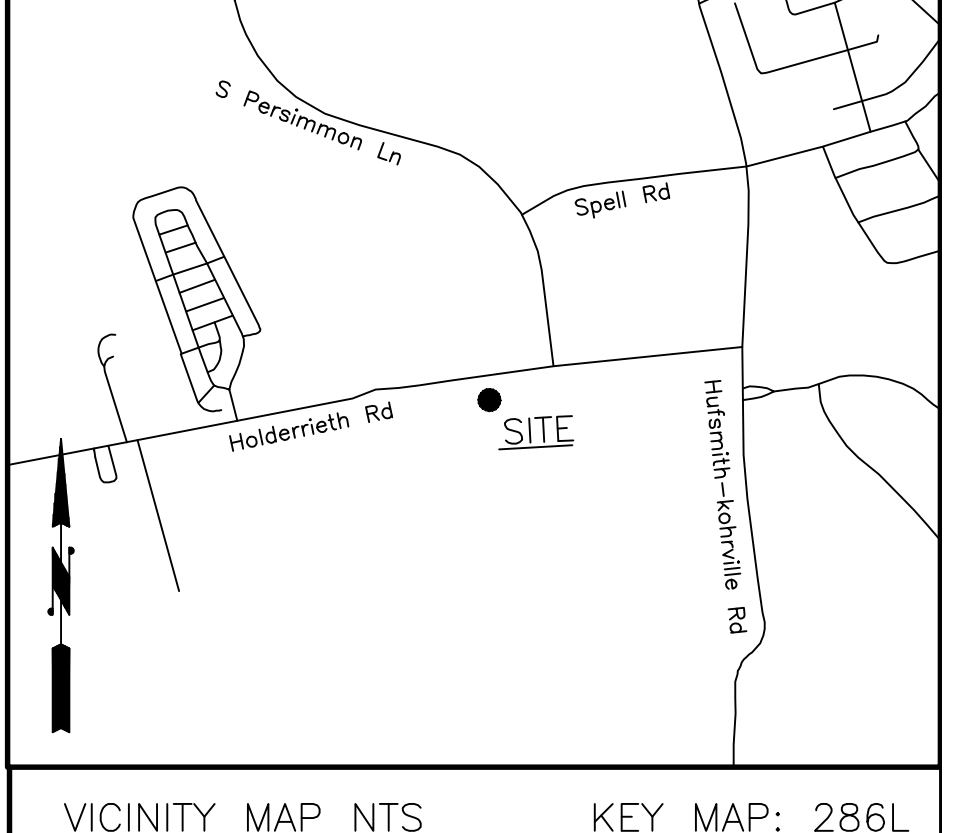 S Persimmon Ln
Spell Rd
Holderrieth Rd
SITE
Hufsmith-kohrville Rd
N
VICINITY MAP NTS
KEY MAP: 286L